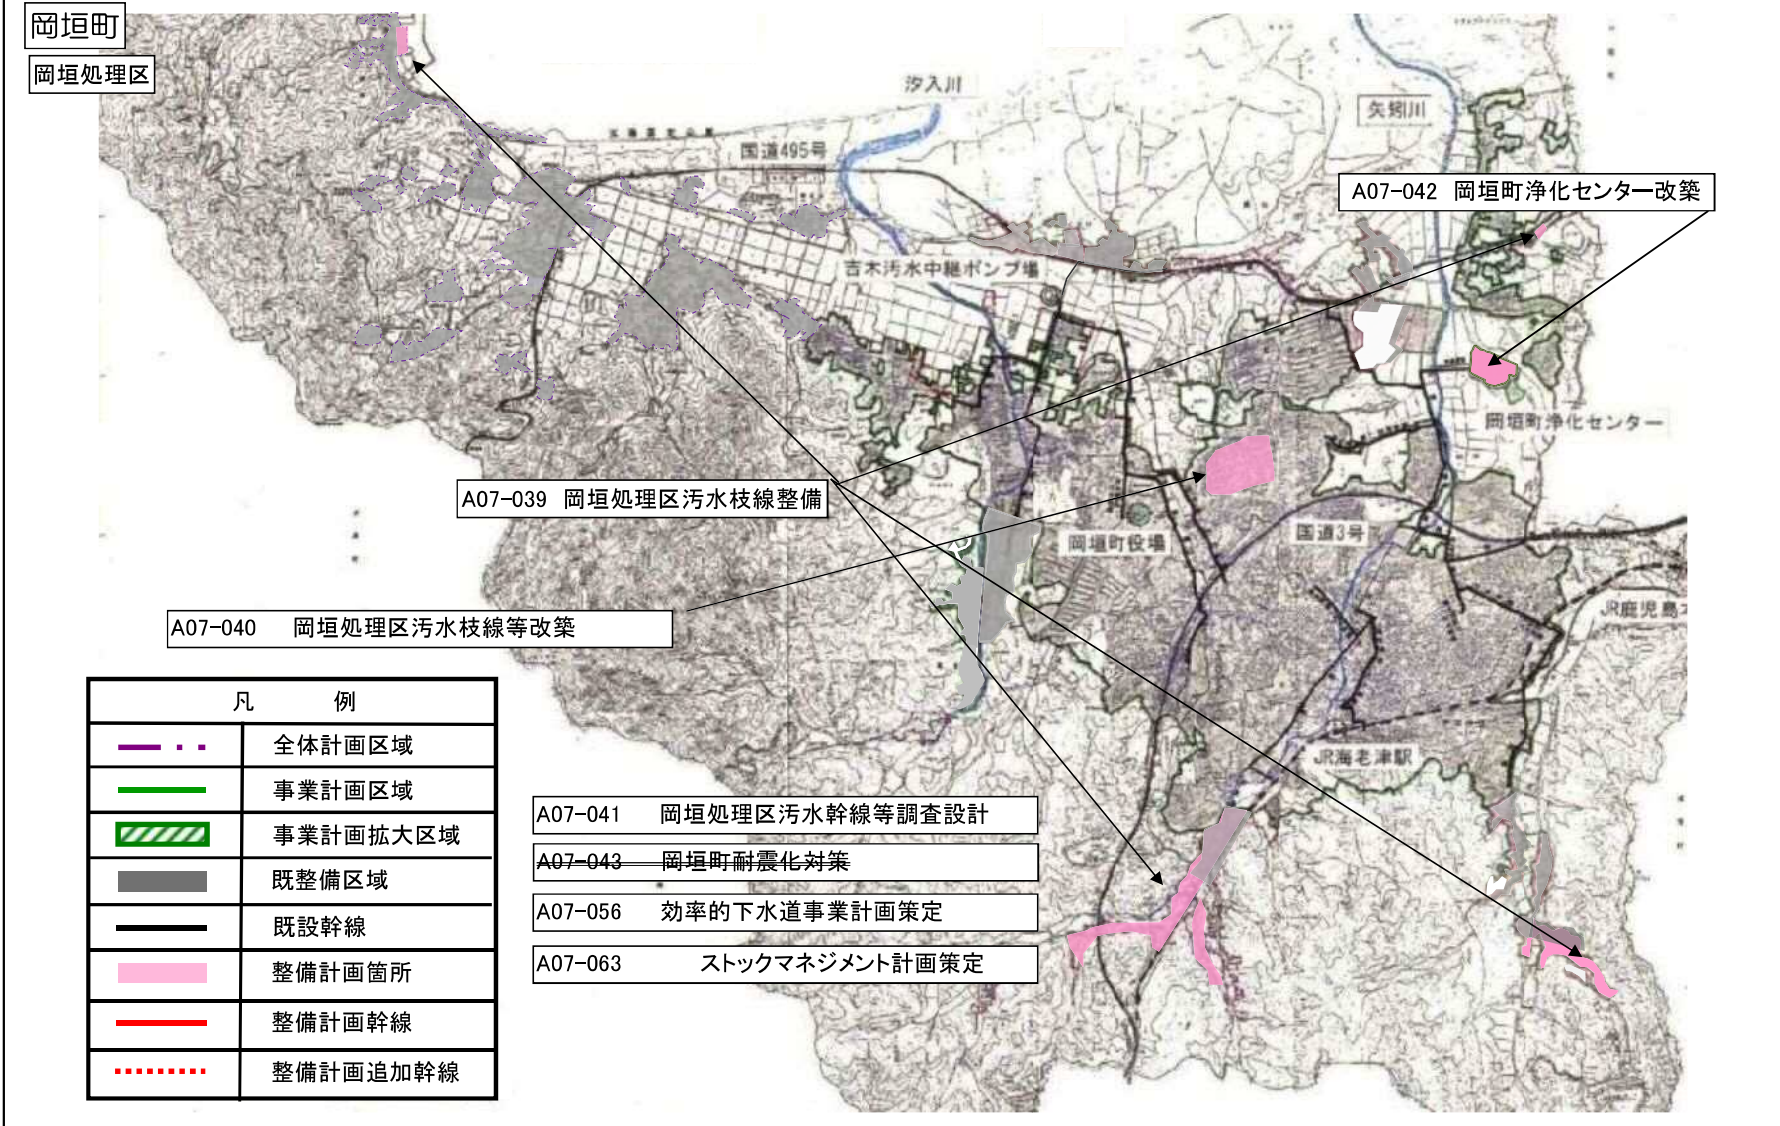 岡垣町
岡垣処理区
汐入川
矢矧川
国道495号
A07-042 岡垣町浄化センター改築
吉木汚水中継ポンプ場
岡垣町浄化センター
A07-039 岡垣処理区汚水枝線整備
岡垣町役場
国道3号
A07-040 岡垣処理区汚水枝線等改築
JR鹿児島本
JR海老津駅
凡 例
全体計画区域
事業計画区域
事業計画拡大区域
既整備区域
既設幹線
整備計画箇所
整備計画幹線
整備計画追加幹線
A07-041 岡垣処理区汚水幹線等調査設計
A07-043 岡垣町耐震化対策
A07-056 効率的下水道事業計画策定
A07-063 ストックマネジメント計画策定